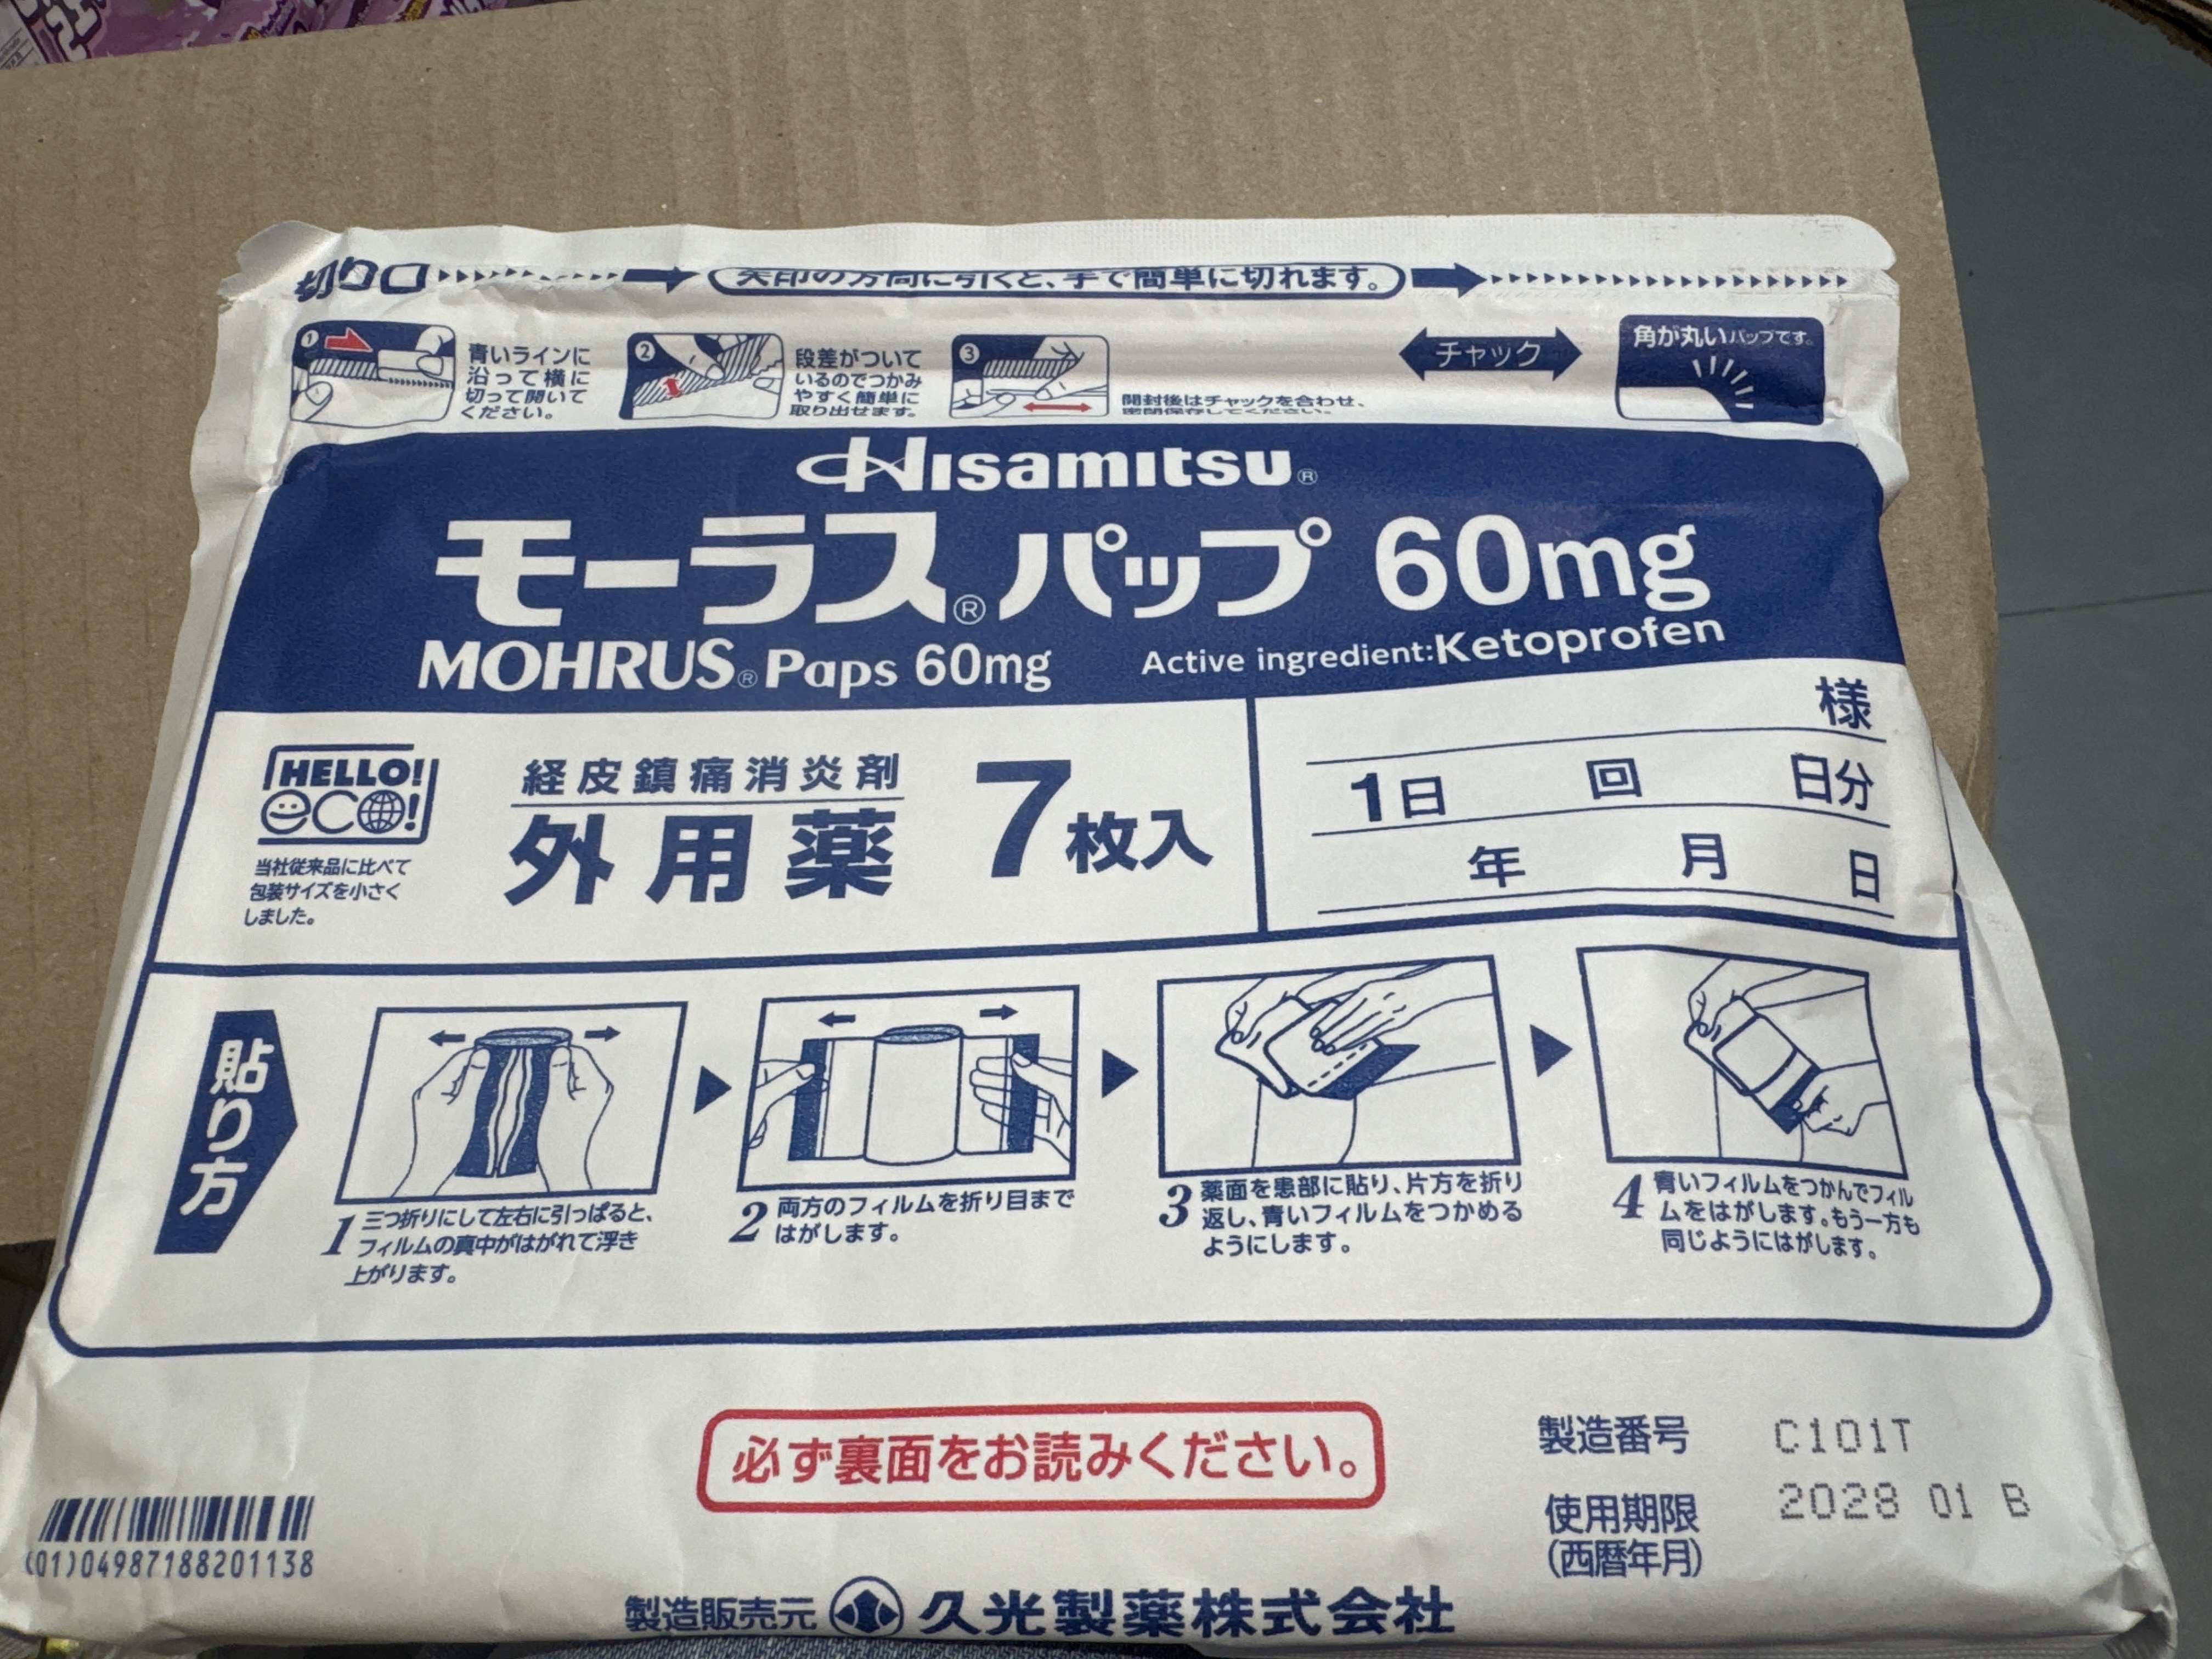 切り口
矢印の方向に引くと、手で簡単に切れます。
1
青いラインに
沿って横に
切って開いて
ください。
2
段差がついて
いるのでつかみ
やすく簡単に
取り出せます。
3
開封後はチャックを合わせ、
密閉保存してください。
チャック
角が丸いパップです。
HISAMITSU®
モーラス®パップ 60mg
MOHRUS® Paps 60mg
Active ingredient:Ketoprofen
HELLO!
eco!
当社従来品に比べて
包装サイズを小さく
しました。
経皮鎮痛消炎剤
外用薬
7枚入
様
1日 回 日分
年 月 日
貼り方
1 三つ折りにして左右に引っぱると、
フィルムの真中がはがれて浮き
上がります。
2 両方のフィルムを折り目まで
はがします。
3 薬面を患部に貼り、片方を折り
返し、青いフィルムをつかめる
ようにします。
4 青いフィルムをつかんでフィル
ムをはがします。もう一方も
同じようにはがします。
必ず裏面をお読みください。
製造番号 C101T
使用期限 2028 01 B
(西暦年月)
(01)04987188201138
製造販売元 久光製薬株式会社